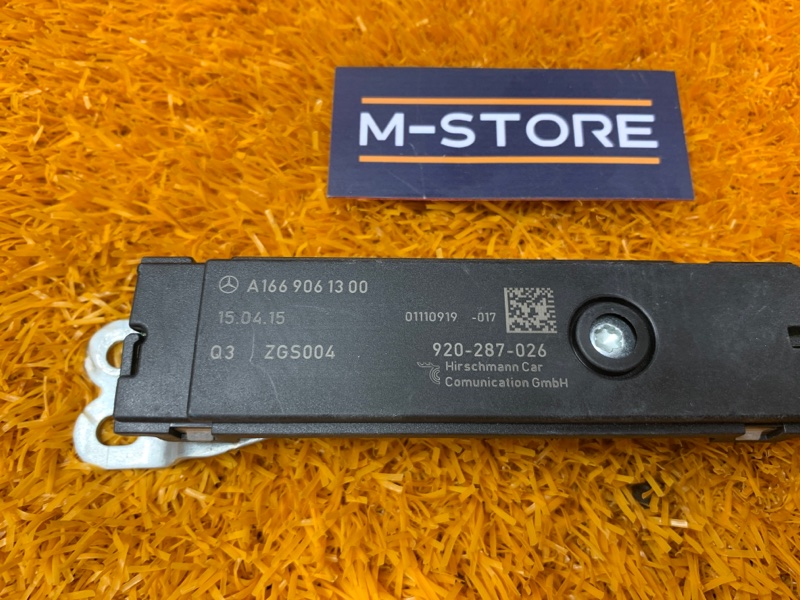 M-STORE
A166 906 13 00
15.04.15
01110919 -017
Q3 / ZGS004
920-287-026
Hirschmann Car
Comunication GmbH